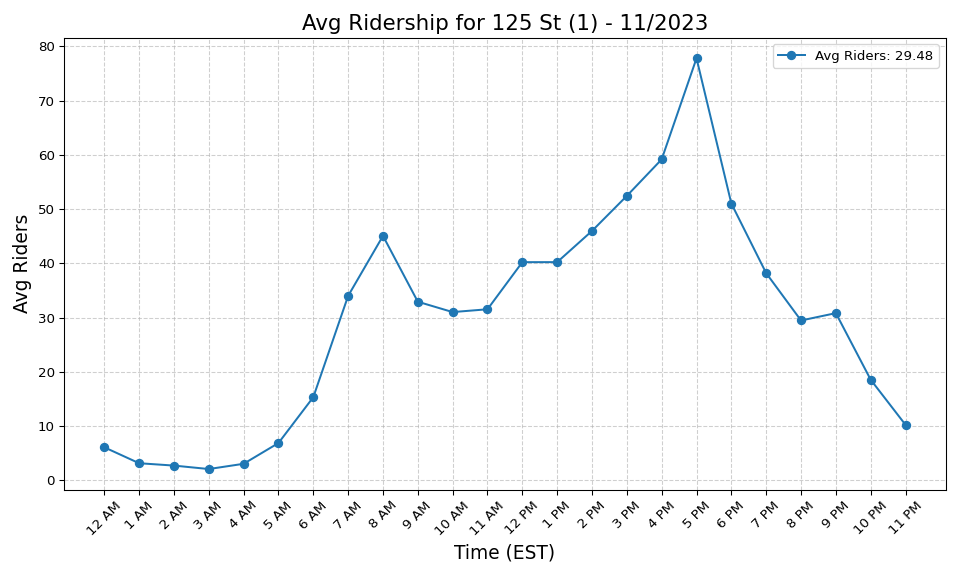 Avg Ridership for 125 St (1) - 11/2023
Avg Riders: 29.48
80
70
60
50
40
30
20
10
0
Avg Riders
12 AM
1 AM
2 AM
3 AM
4 AM
5 AM
6 AM
7 AM
8 AM
9 AM
10 AM
11 AM
12 PM
1 PM
2 PM
3 PM
4 PM
5 PM
6 PM
7 PM
8 PM
9 PM
10 PM
11 PM
Time (EST)